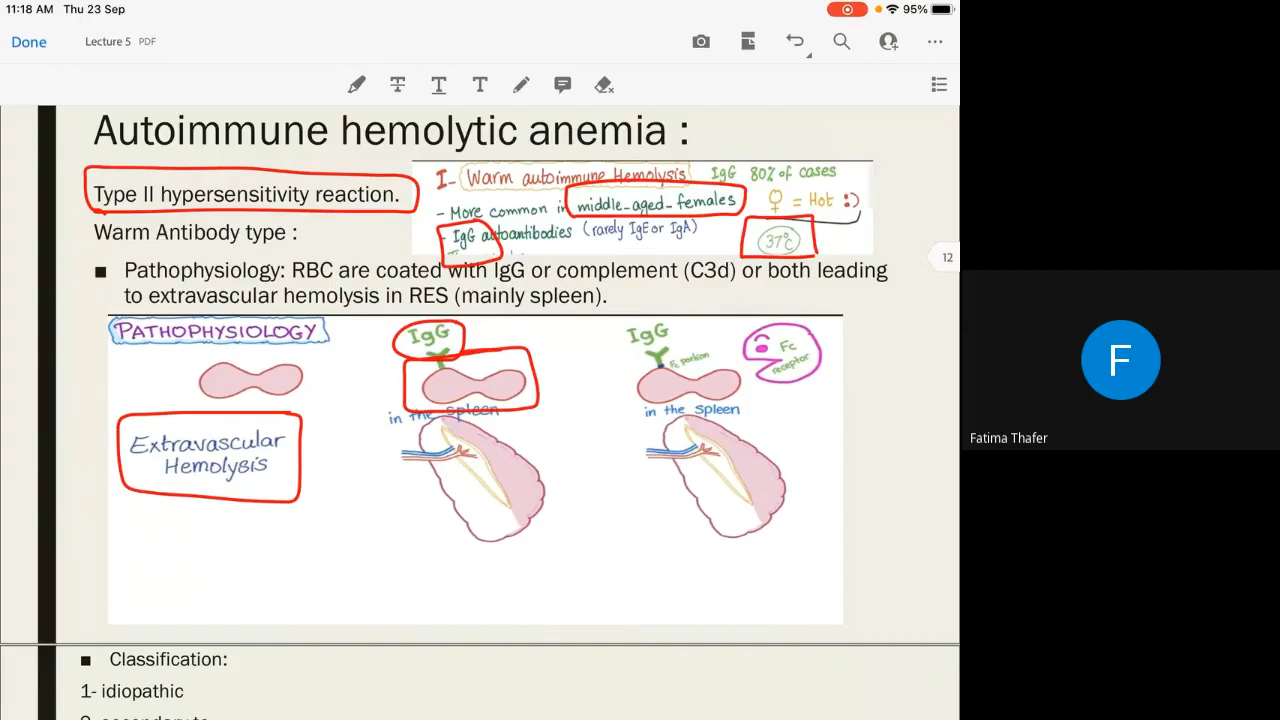 11:18 AM Thu 23 Sep
95%
Done
Lecture 5 PDF
Autoimmune hemolytic anemia :
Type II hypersensitivity reaction.
I- Warm autoimmune Hemolysis IgG 80% of cases
- More common in middle_aged_females ♀ = Hot :)
- IgG autoantibodies (rarely IgE or IgA)
37°C
Warm Antibody type :
12
■ Pathophysiology: RBC are coated with IgG or complement (C3d) or both leading
to extravascular hemolysis in RES (mainly spleen).
PATHOPHYSIOLOGY
IgG
IgG
Fc portion
Fc
receptor
in the spleen
in the spleen
Extravascular
Hemolysis
F
Fatima Thafer
■ Classification:
1- idiopathic